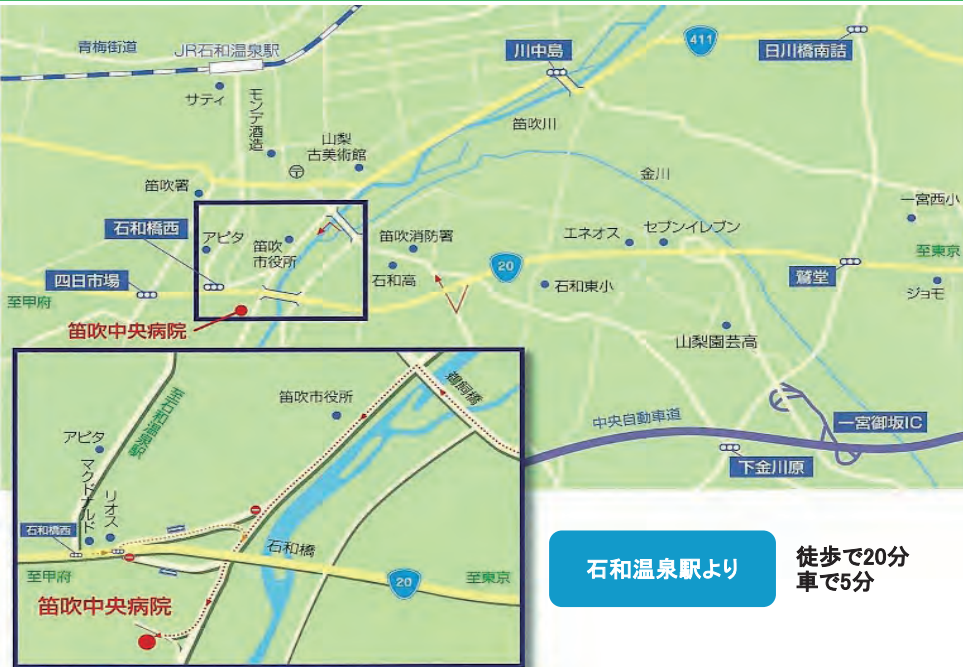 青梅街道
JR石和温泉駅
川中島
411
日川橋南詰
サティ
モンデ酒造
山梨
古美術館
笛吹川
金川
笛吹署
一宮西小
石和橋西
アピタ
笛吹
市役所
笛吹消防署
エネオス
セブンイレブン
至東京
四日市場
石和高
20
石和東小
鵞堂
ジョモ
至甲府
笛吹中央病院
山梨園芸高
中央自動車道
一宮御坂IC
下金川原
至石和温泉駅
笛吹市役所
鵜飼橋
アピタ
マクドナルド
リオス
石和橋西
石和橋
至甲府
20
至東京
笛吹中央病院
石和温泉駅より
徒歩で20分
車で5分